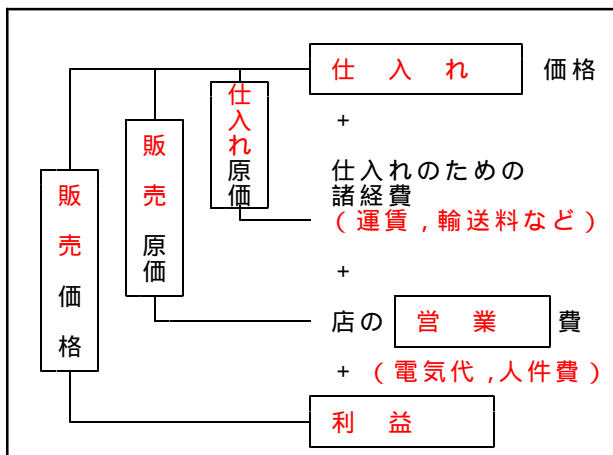 仕入れ 価格
+
仕入れのための
諸経費
(運賃,輸送料など)
+
店の 営業 費
+ (電気代,人件費)
利益
仕入れ原価
販売原価
販売価格